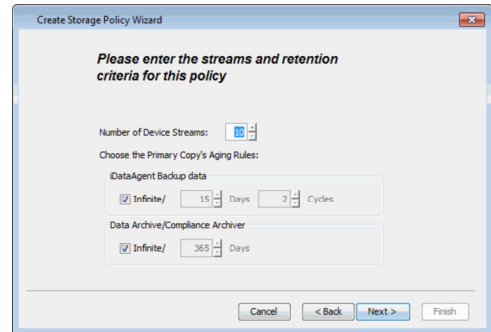 Create Storage Policy Wizard
Please enter the streams and retention
criteria for this policy
Number of Device Streams: 10
Choose the Primary Copy's Aging Rules:
iDataAgent Backup data
Infinite/ 15 Days 2 Cycles
Data Archive/Compliance Archiver
Infinite/ 365 Days
Cancel < Back Next > Finish